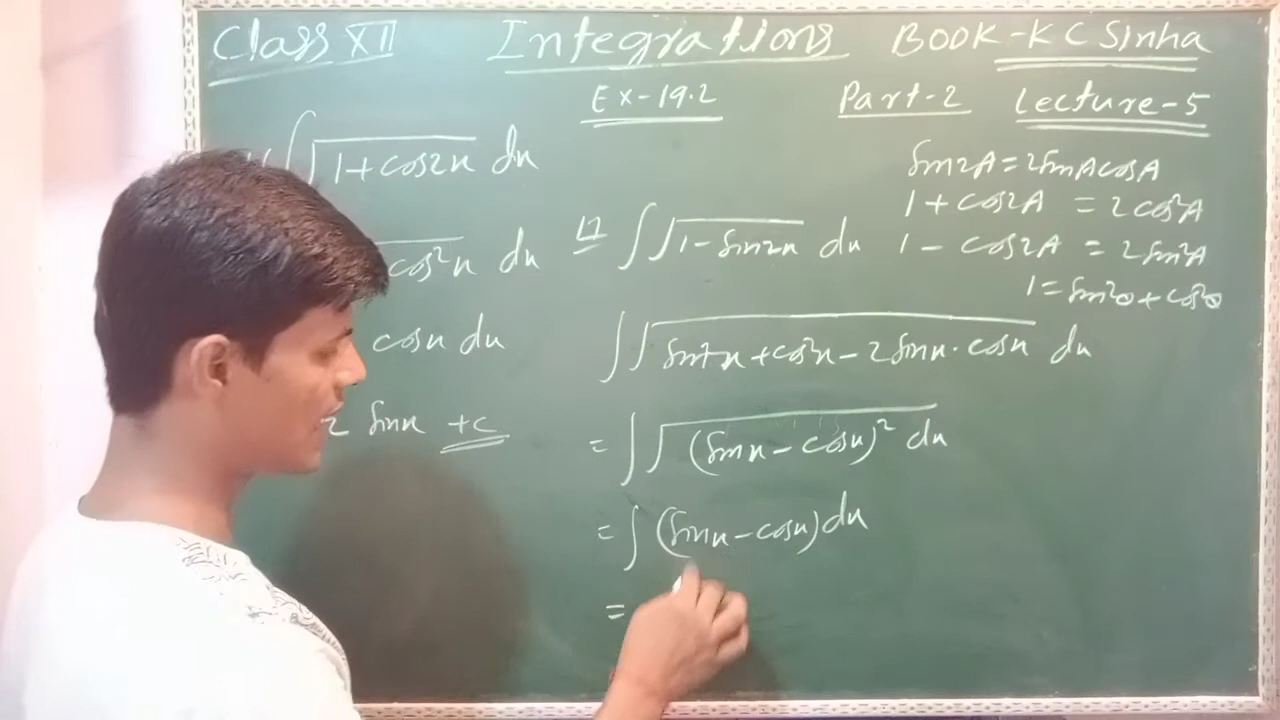 Class XII Integrations BOOK-KC Sinha
Ex-19.2 Part-2 Lecture-5
∫√1+cos2x dx
sin2A=2sinAcosA
1+cos2A = 2cos²A
1-cos2A = 2sin²A
1=sin²θ+cos²θ
cos²x dx
cosx dx
2 sinx +c
17 ∫√1-sin2x dx
∫√sin²x+cos²x-2sinx.cosx dx
=∫√(sinx-cosx)² dx
=∫(sinx-cosx)dx
=